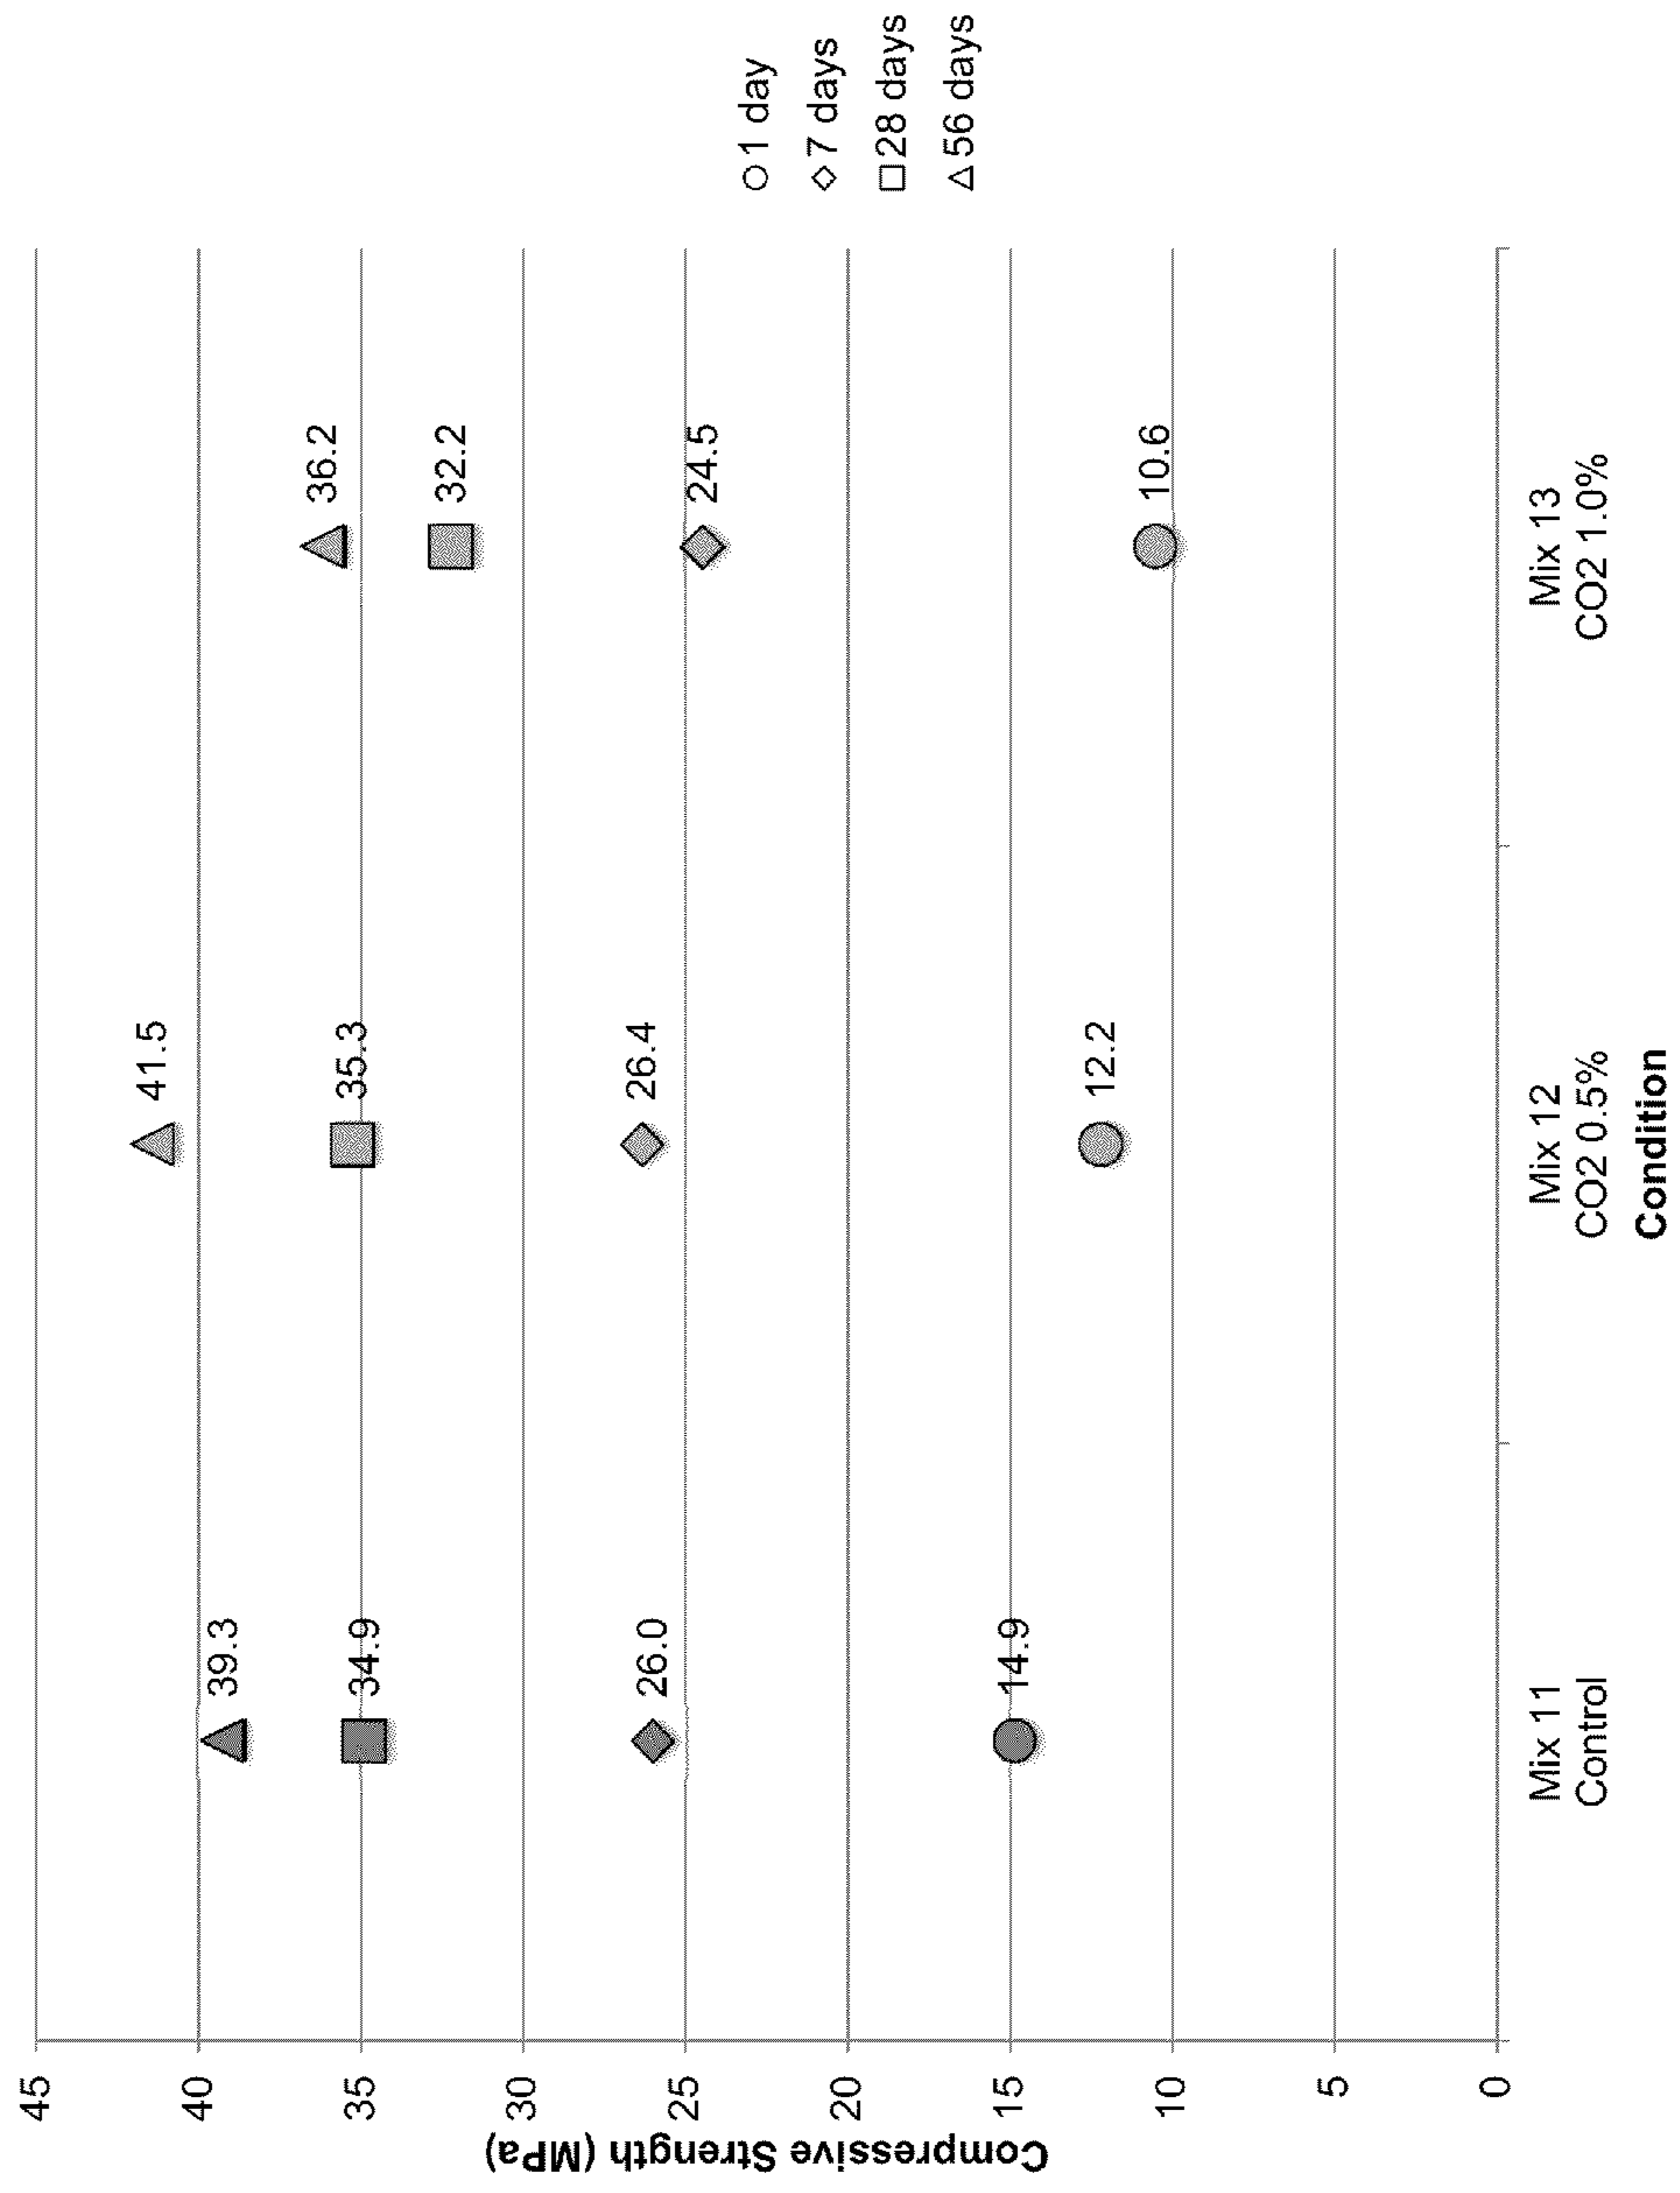 Compressive Strength (MPa)
45
40
35
30
25
20
15
10
5
0
39.3
34.9
26.0
14.9
41.5
35.3
26.4
12.2
36.2
32.2
24.5
10.6
Mix 11
Control
Mix 12
CO2 0.5%
Mix 13
CO2 1.0%
Condition
1 day
7 days
28 days
56 days